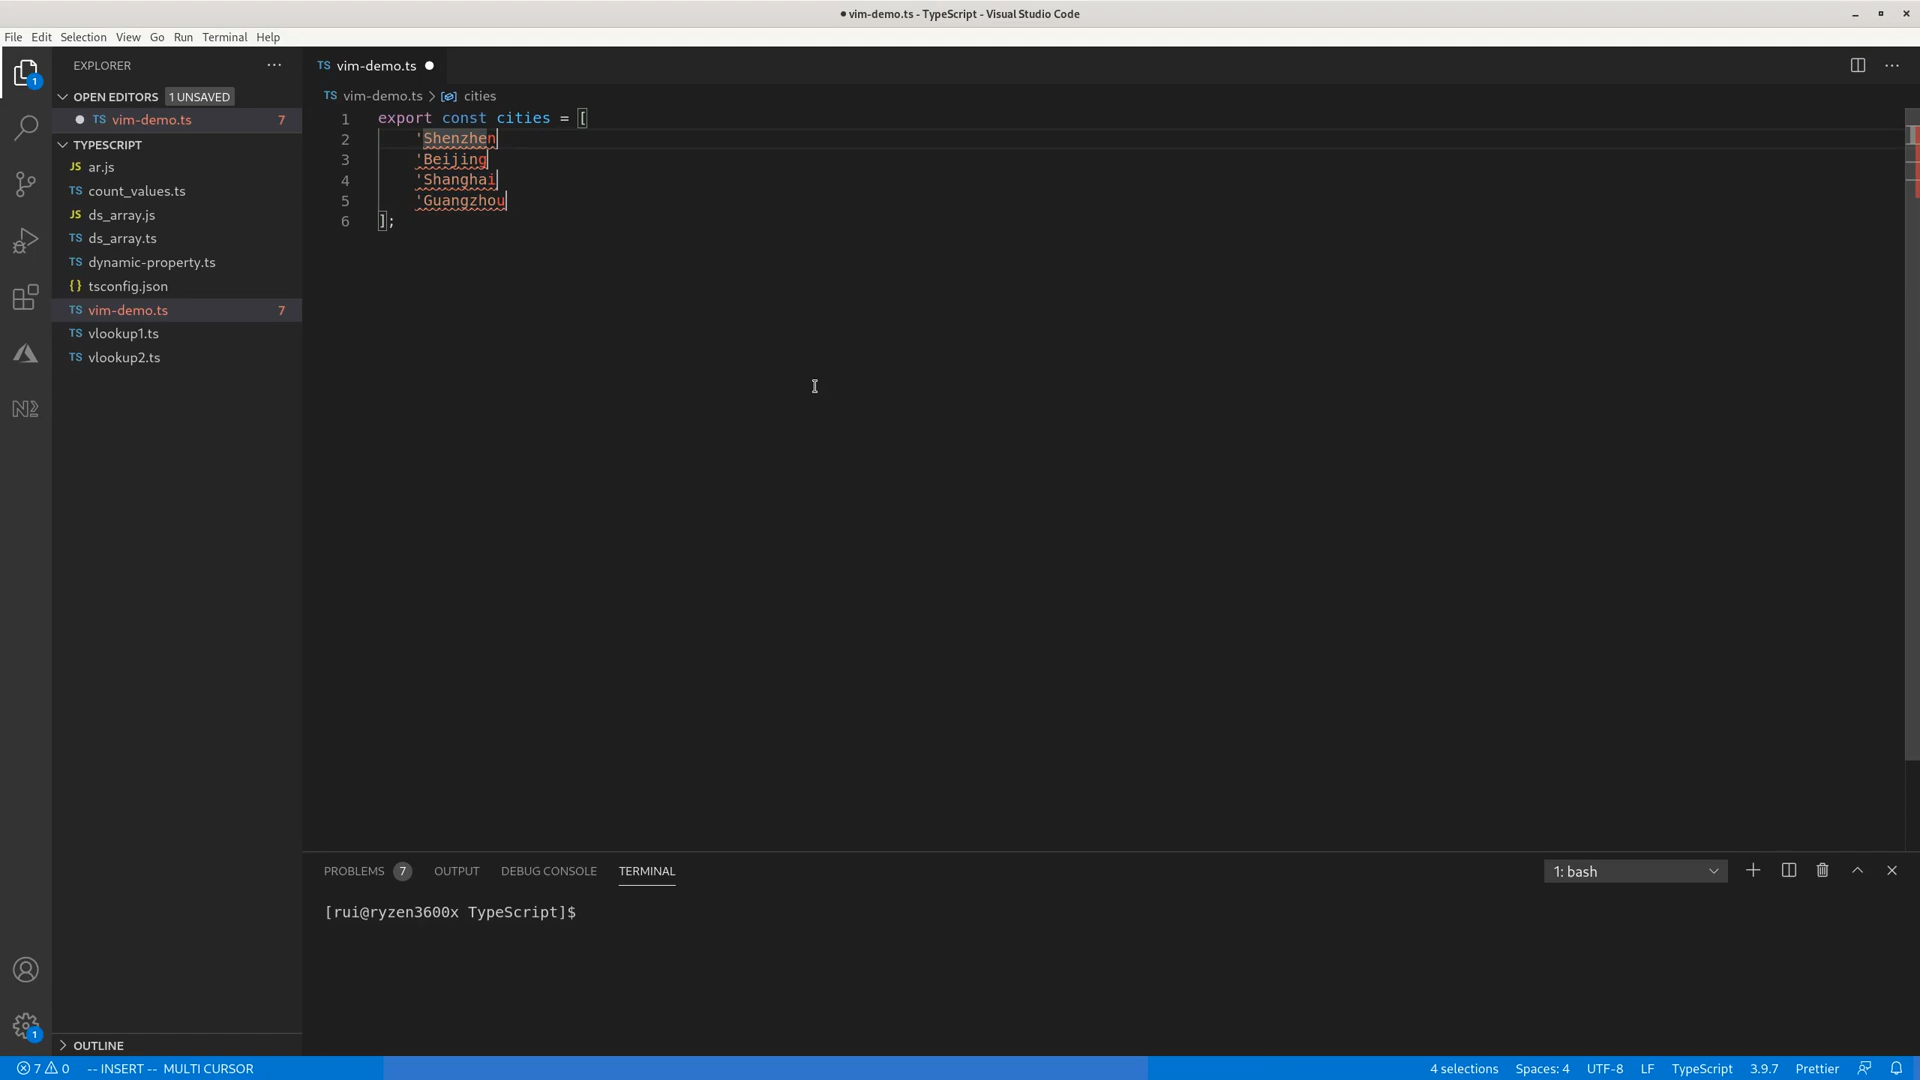 ● vim-demo.ts - TypeScript - Visual Studio Code
File Edit Selection View Go Run Terminal Help
1
EXPLORER
OPEN EDITORS 1 UNSAVED
TS vim-demo.ts 7
TYPESCRIPT
JS ar.js
TS count_values.ts
JS ds_array.js
TS ds_array.ts
TS dynamic-property.ts
{} tsconfig.json
TS vim-demo.ts 7
TS vlookup1.ts
TS vlookup2.ts
OUTLINE
1
TS vim-demo.ts ●
TS vim-demo.ts > cities
1 export const cities = [
2 'Shenzhen
3 'Beijing
4 'Shanghai
5 'Guangzhou
6 ];
PROBLEMS 7 OUTPUT DEBUG CONSOLE TERMINAL 1: bash
[rui@ryzen3600x TypeScript]$
7 0 -- INSERT -- MULTI CURSOR 4 selections Spaces: 4 UTF-8 LF TypeScript 3.9.7 Prettier